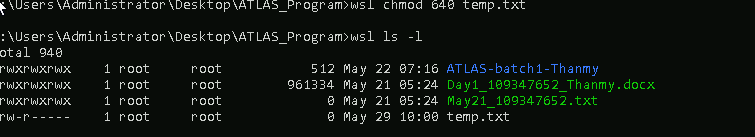 :\Users\Administrator\Desktop\ATLAS_Program>wsl chmod 640 temp.txt
:\Users\Administrator\Desktop\ATLAS_Program>wsl ls -l
otal 940
rwxrwxrwx 1 root root 512 May 22 07:16 ATLAS-batch1-Thanmy
rwxrwxrwx 1 root root 961334 May 21 05:24 Day1_109347652_Thanmy.docx
rwxrwxrwx 1 root root 0 May 21 05:24 May21_109347652.txt
rw-r----- 1 root root 0 May 29 10:00 temp.txt